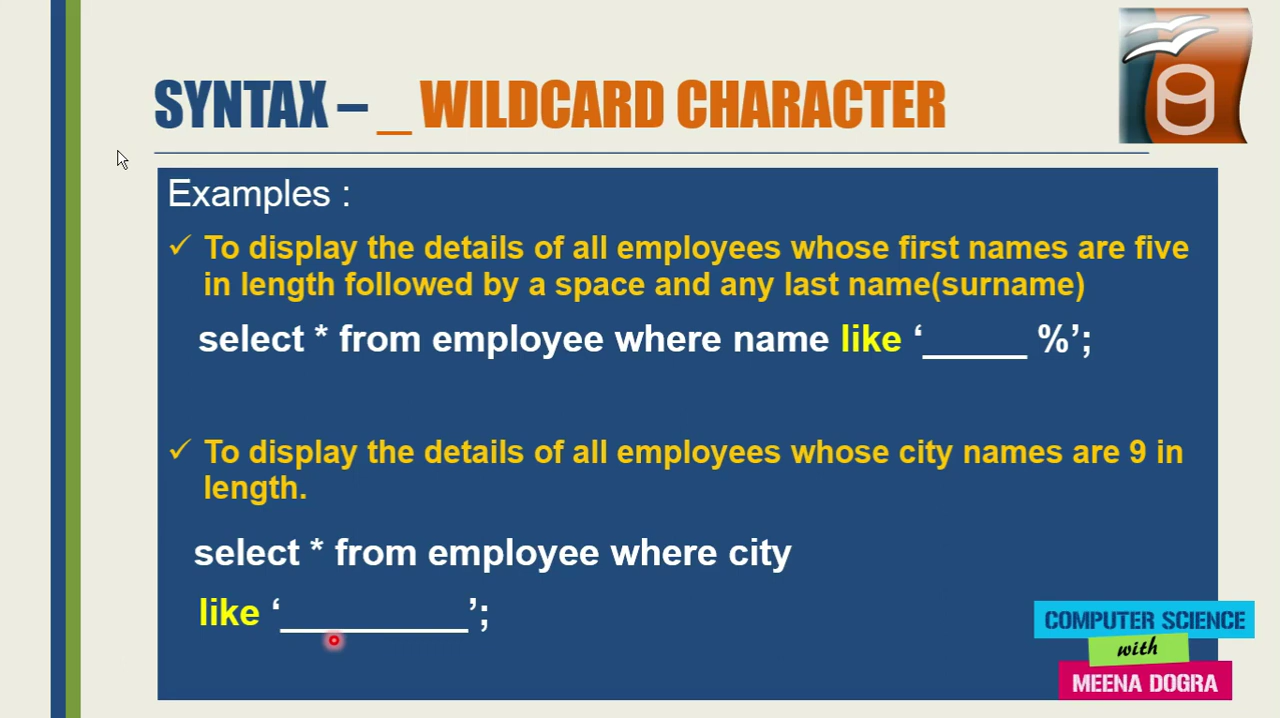 SYNTAX – _ WILDCARD CHARACTER
Examples :
✓ To display the details of all employees whose first names are five
in length followed by a space and any last name(surname)
select * from employee where name like ‘_____ %’;
✓ To display the details of all employees whose city names are 9 in
length.
select * from employee where city
like ‘_________’;
COMPUTER SCIENCE
with
MEENA DOGRA